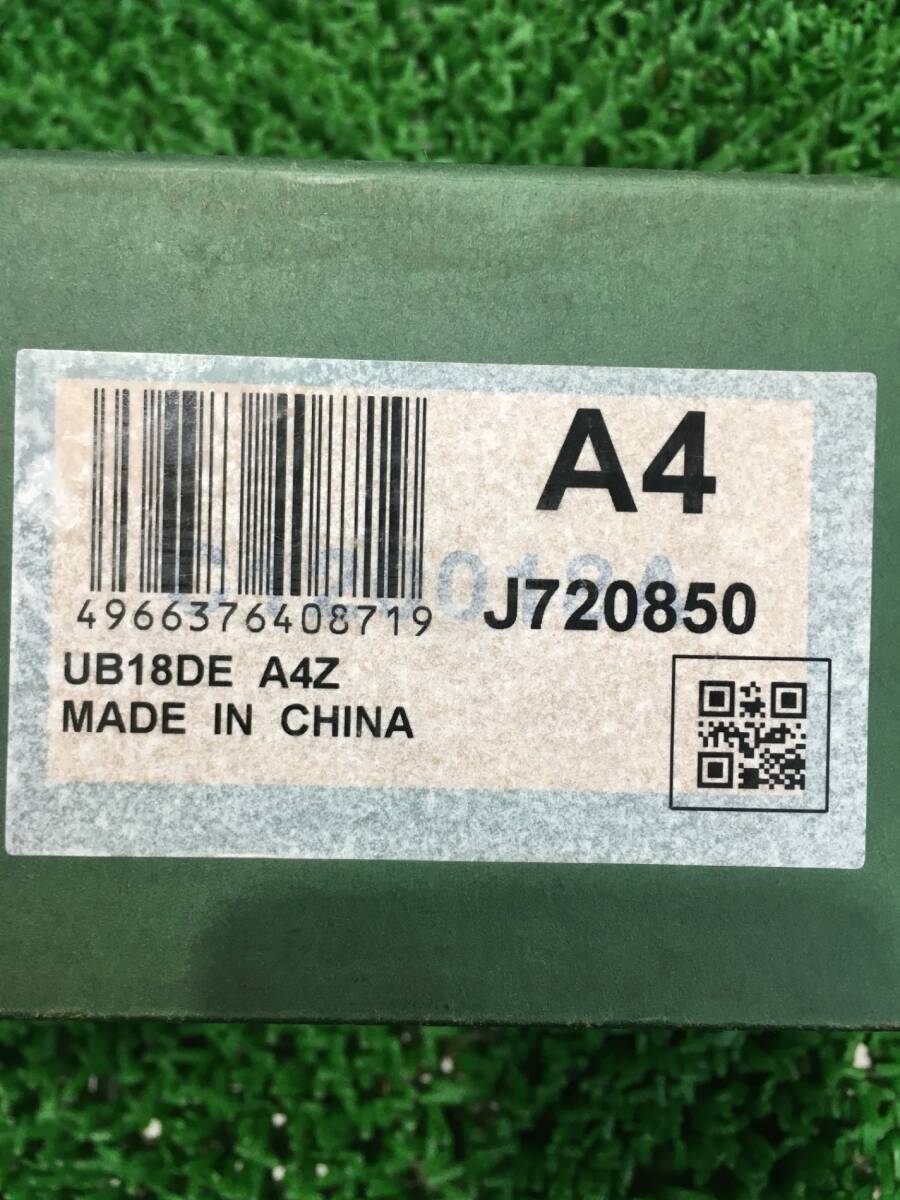 A4
4966376408719
J720850
UB18DE A4Z
MADE IN CHINA